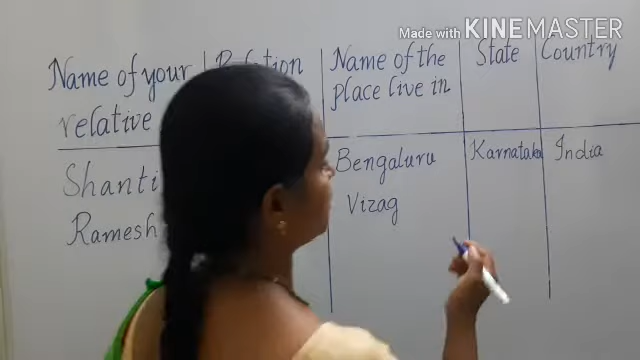 Made with KINEMASTER
Name of your
relative
Relation
Name of the
place live in
State
Country
Shanti
Bengaluru
Karnataka
India
Ramesh
Vizag